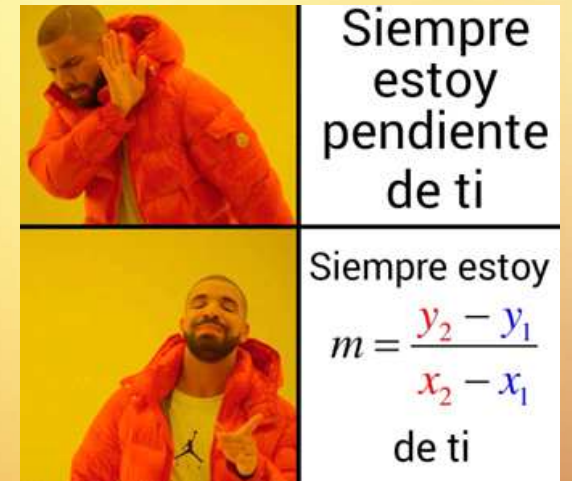 Siempre
estoy
pendiente
de ti
Siempre estoy
m = (y₂ − y₁)/(x₂ − x₁)
de ti